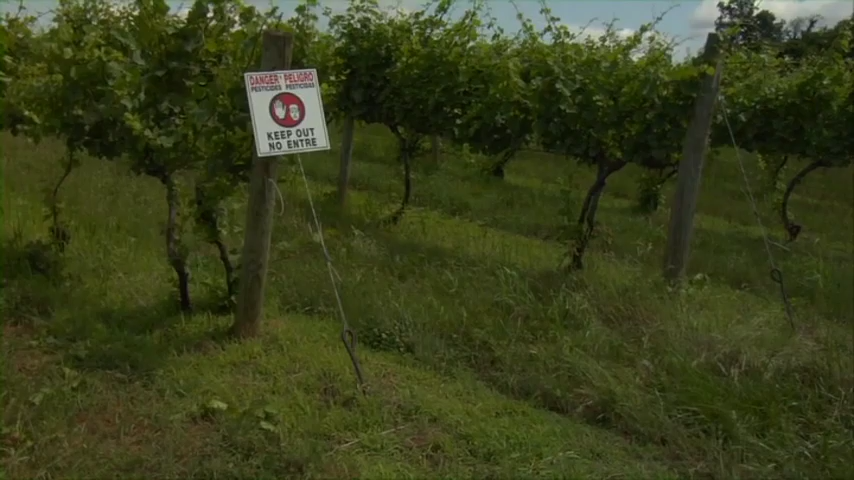 DANGER PELIGRO
PESTICIDES PESTICIDAS
KEEP OUT
NO ENTRE